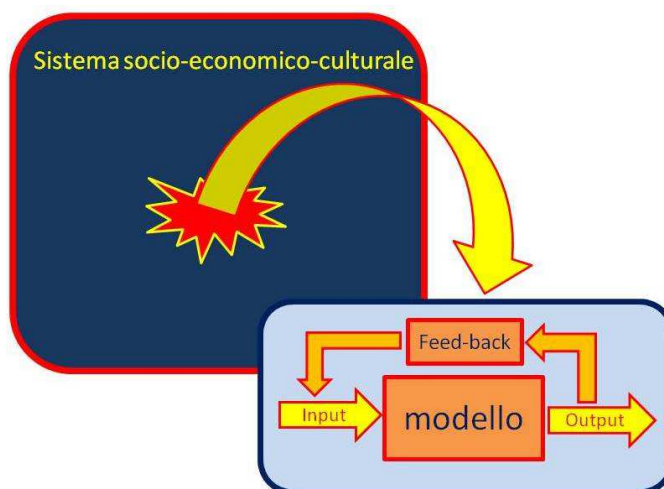 Sistema socio-economico-culturale
Feed-back
Input
modello
Output